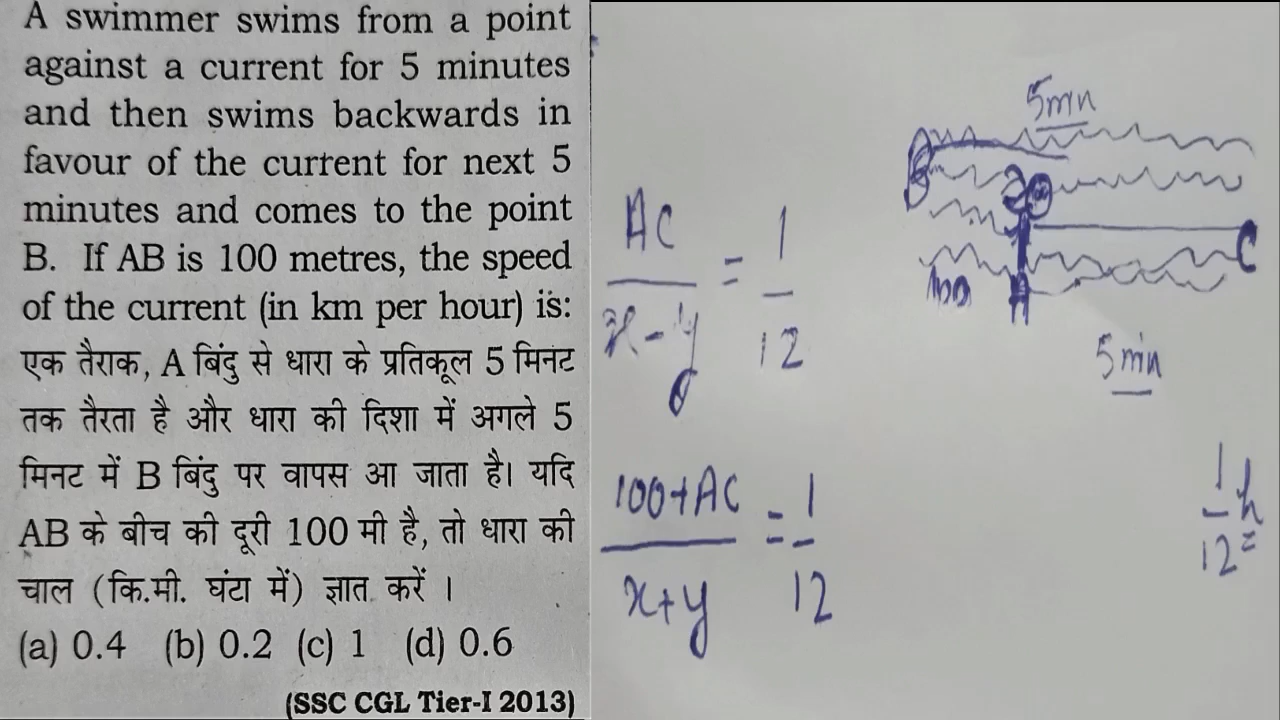 A swimmer swims from a point
against a current for 5 minutes
and then swims backwards in
favour of the current for next 5
minutes and comes to the point
B. If AB is 100 metres, the speed
of the current (in km per hour) is:
एक तैराक, A बिंदु से धारा के प्रतिकूल 5 मिनट
तक तैरता है और धारा की दिशा में अगले 5
मिनट में B बिंदु पर वापस आ जाता है। यदि
AB के बीच की दूरी 100 मी है, तो धारा की
चाल (कि.मी. घंटा में) ज्ञात करें ।
(a) 0.4 (b) 0.2 (c) 1 (d) 0.6
(SSC CGL Tier-I 2013)
AC
x-y
=
1
12
100+AC
x+y
=
1
12
5min
B
C
100
A
5min
1
12
h